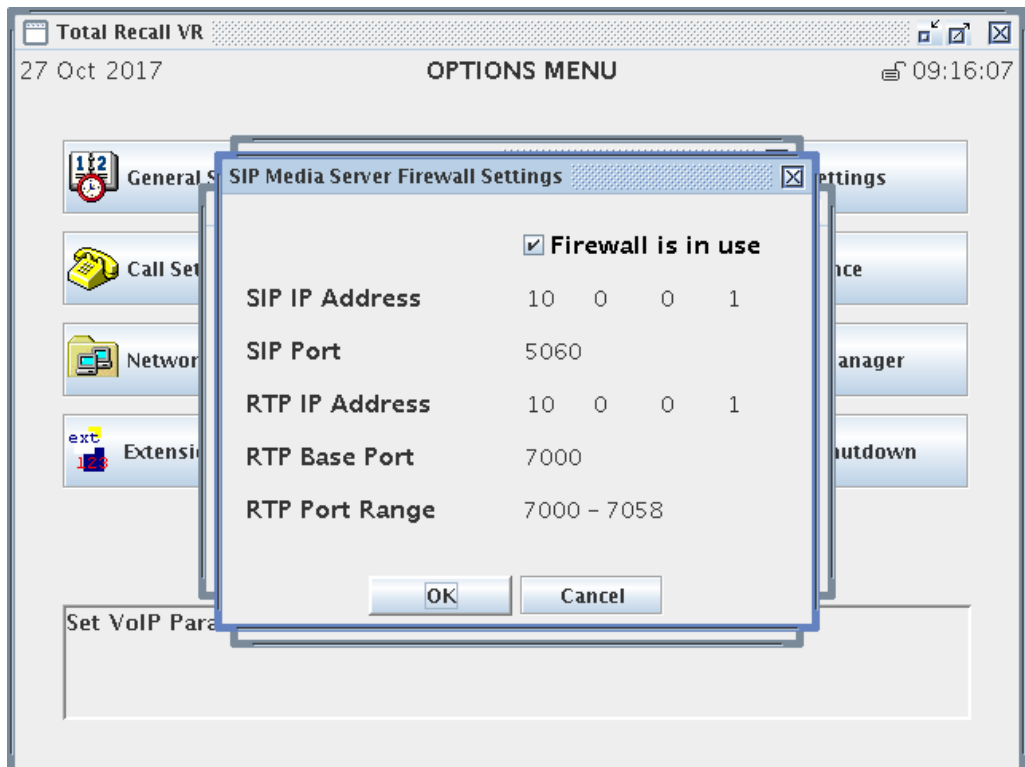 Total Recall VR
27 Oct 2017 OPTIONS MENU 09:16:07
General S
ettings
SIP Media Server Firewall Settings
Firewall is in use
Call Set
nce
SIP IP Address 10 0 0 1
SIP Port 5060
Networ
anager
RTP IP Address 10 0 0 1
ext
123
Extensi
utdown
RTP Base Port 7000
RTP Port Range 7000 - 7058
OK Cancel
Set VoIP Para